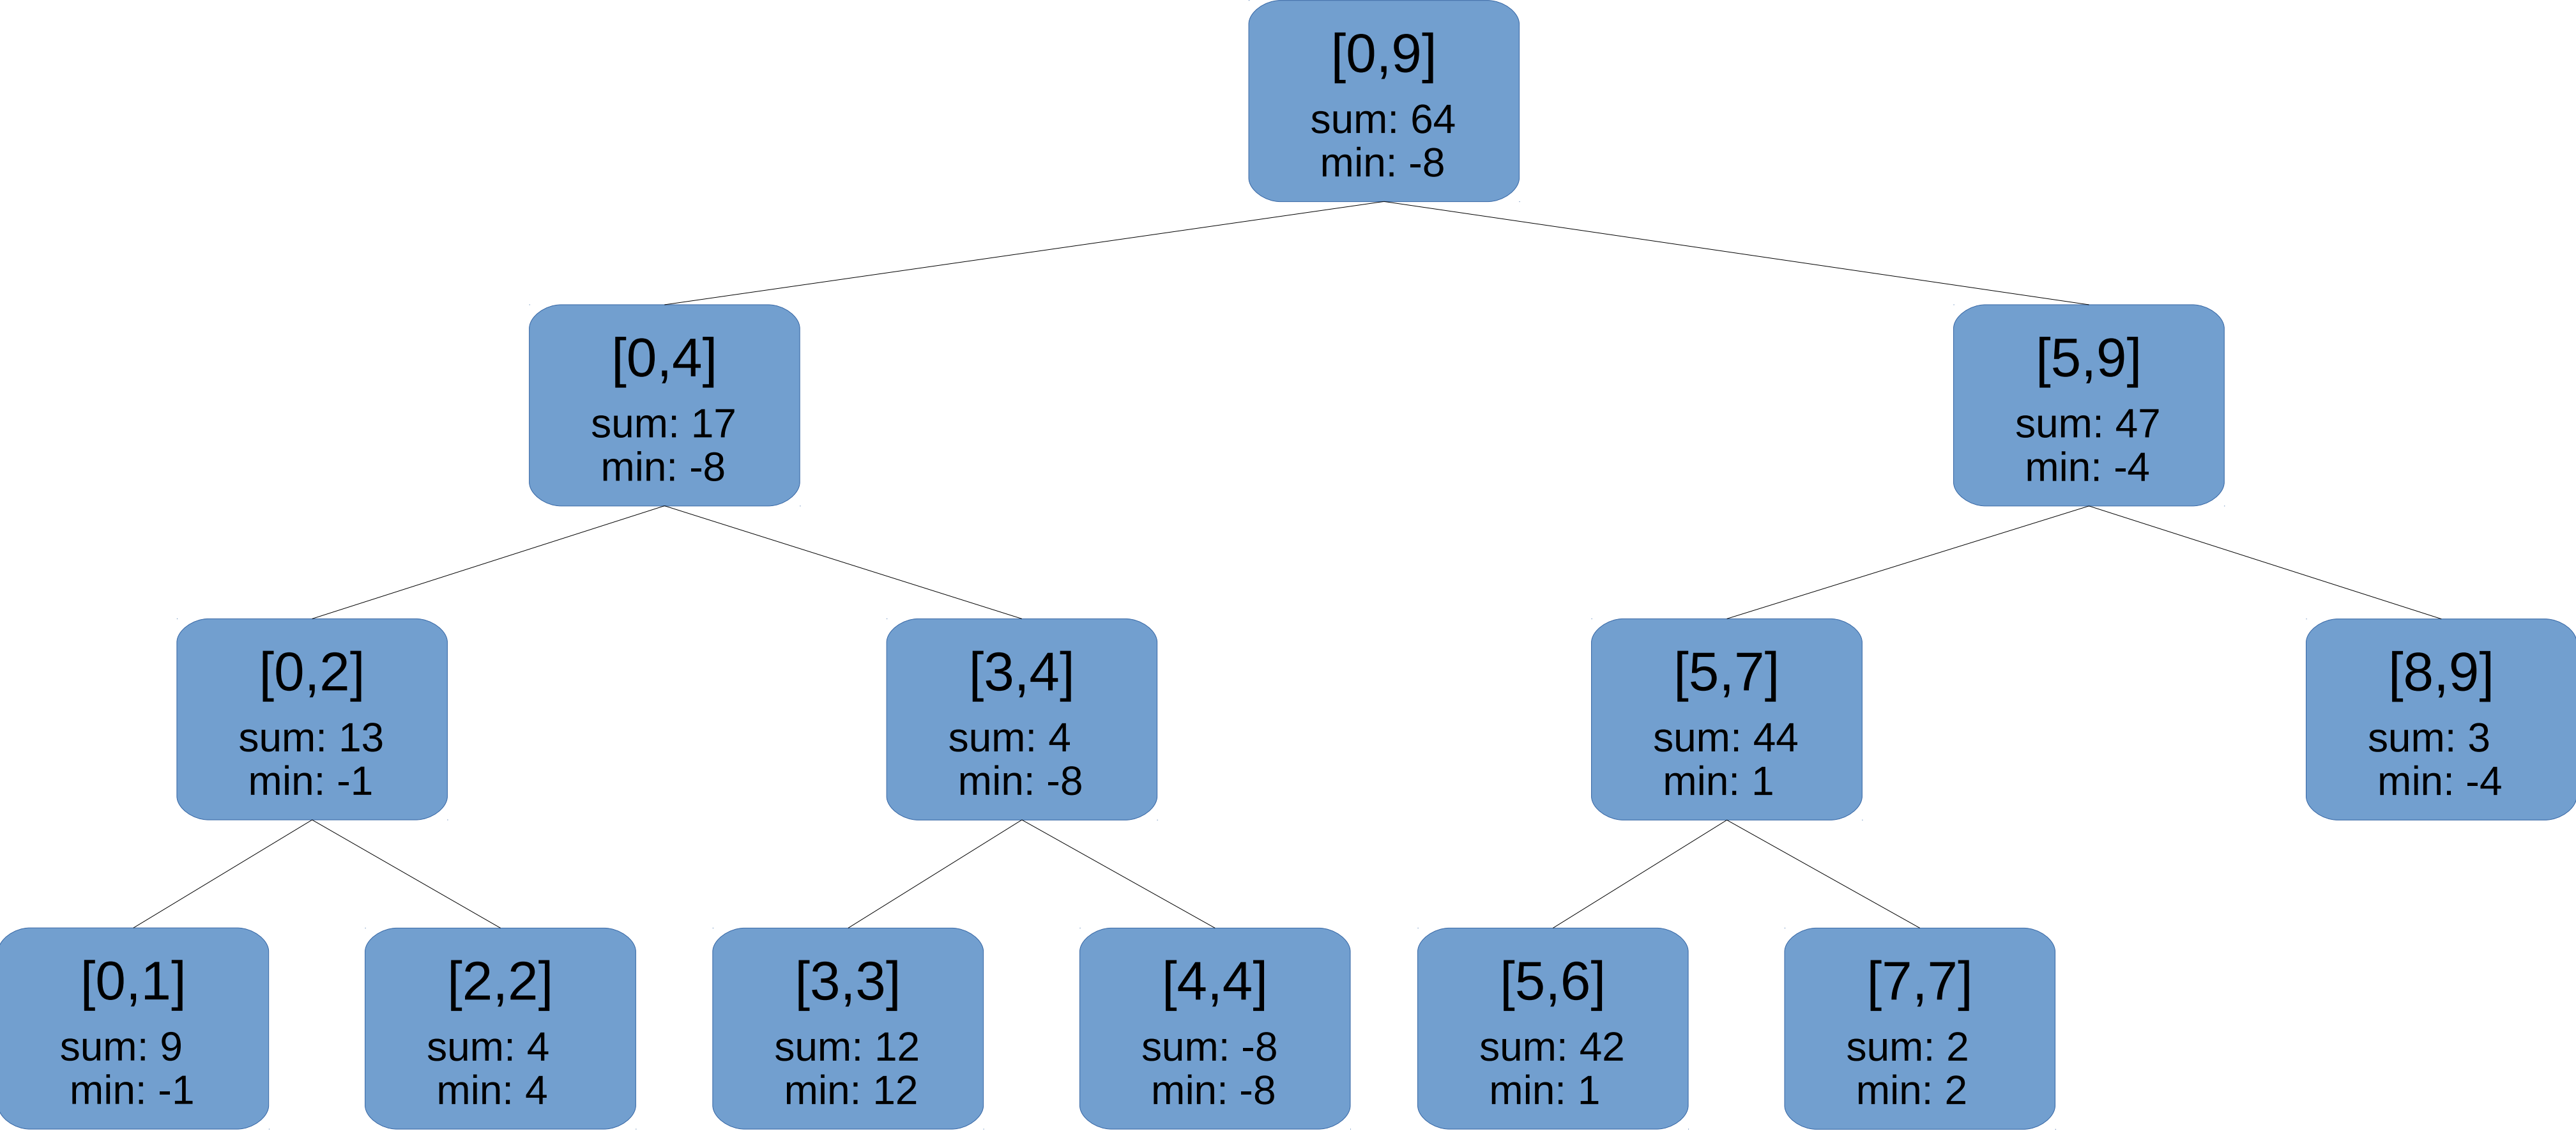 [0,9]
sum: 64
min: -8
[0,4]
sum: 17
min: -8
[5,9]
sum: 47
min: -4
[0,2]
sum: 13
min: -1
[3,4]
sum: 4
min: -8
[5,7]
sum: 44
min: 1
[8,9]
sum: 3
min: -4
[0,1]
sum: 9
min: -1
[2,2]
sum: 4
min: 4
[3,3]
sum: 12
min: 12
[4,4]
sum: -8
min: -8
[5,6]
sum: 42
min: 1
[7,7]
sum: 2
min: 2